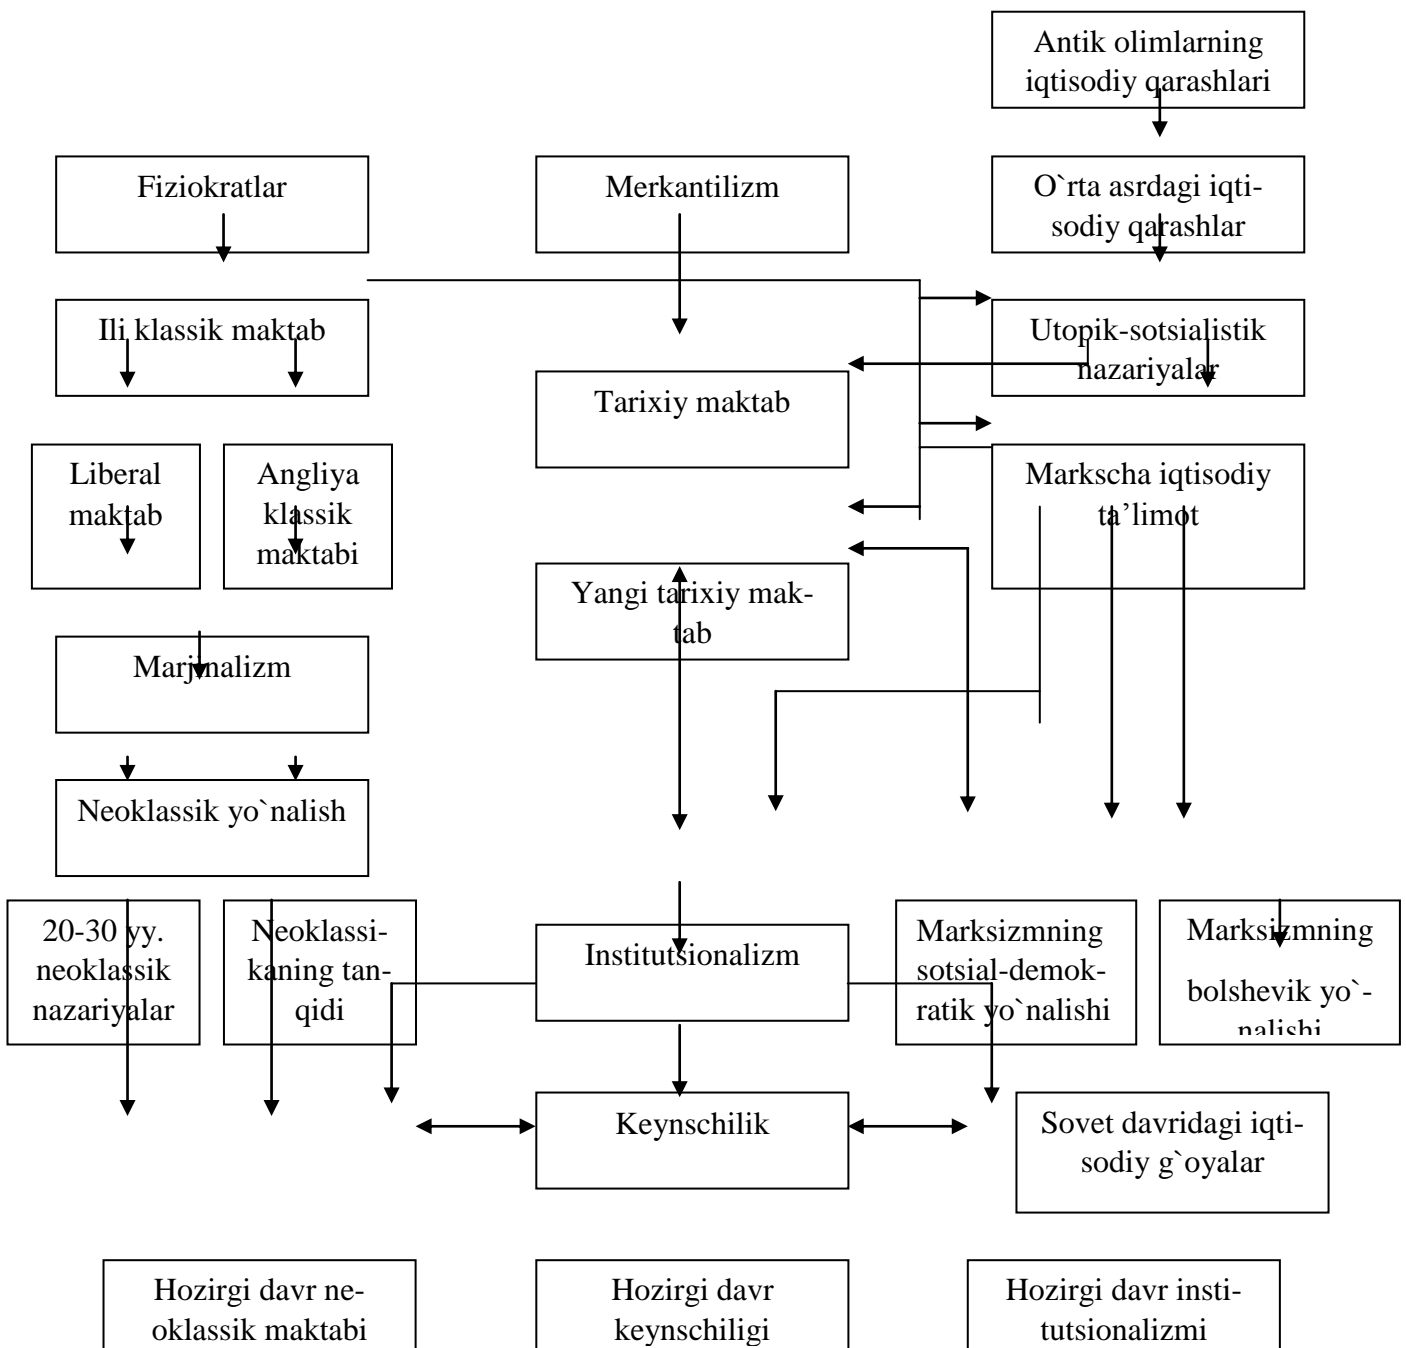 Antik olimlarning
iqtisodiy qarashlari
Fiziokratlar
Merkantilizm
O`rta asrdagi iqti-
sodiy qarashlar
Ili klassik maktab
Utopik-sotsialistik
nazariyalar
Tarixiy maktab
Liberal
maktab
Angliya
klassik
maktabi
Markscha iqtisodiy
ta’limot
Yangi tarixiy mak-
tab
Marjinalizm
Neoklassik yo`nalish
20-30 yy.
neoklassik
nazariyalar
Neoklassi-
kaning tan-
qidi
Institutsionalizm
Marksizmning
sotsial-demok-
ratik yo`nalishi
Marksizmning
bolshevik yo`-
nalishi
Keynschilik
Sovet davridagi iqti-
sodiy g`oyalar
Hozirgi davr ne-
oklassik maktabi
Hozirgi davr
keynschiligi
Hozirgi davr insti-
tutsionalizmi